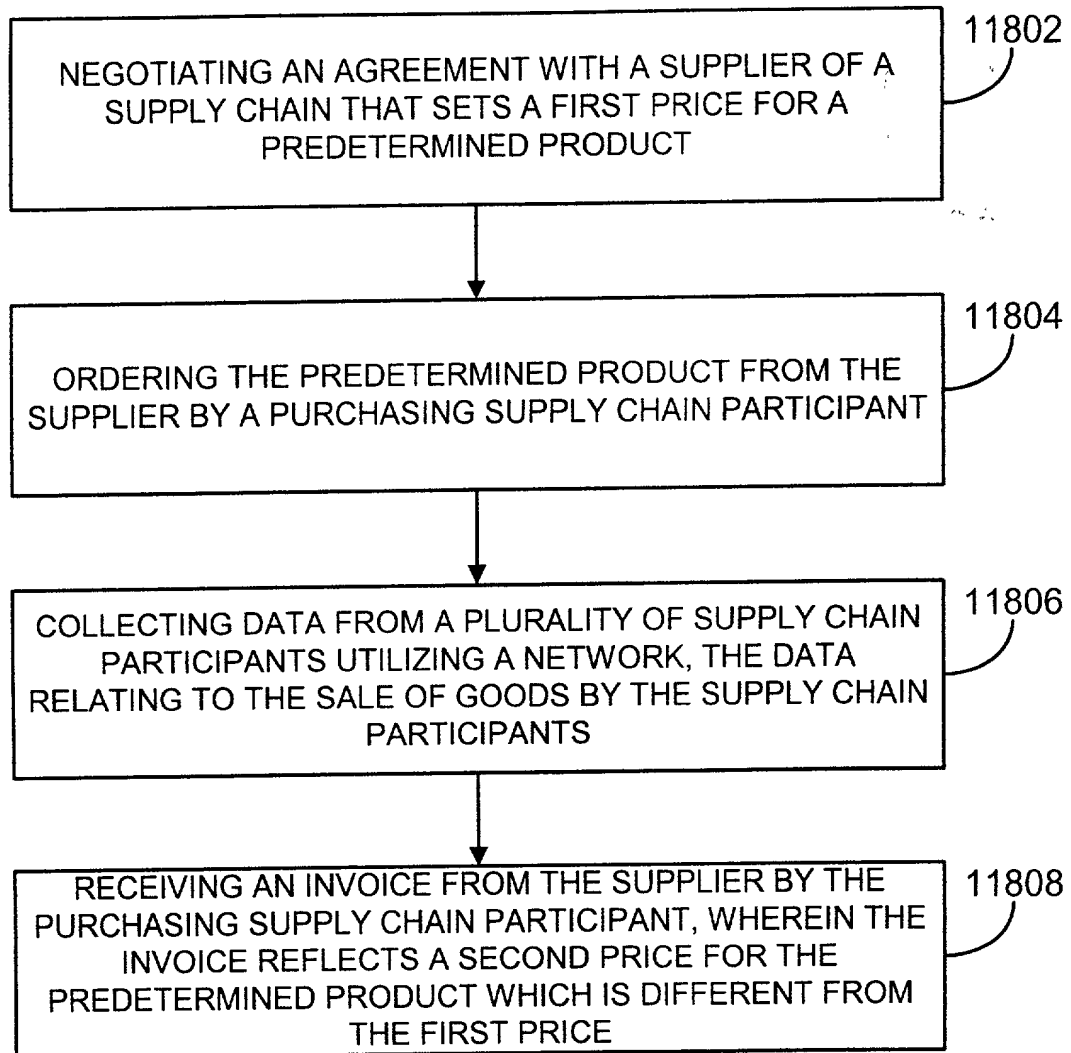 11802
NEGOTIATING AN AGREEMENT WITH A SUPPLIER OF A
SUPPLY CHAIN THAT SETS A FIRST PRICE FOR A
PREDETERMINED PRODUCT
11804
ORDERING THE PREDETERMINED PRODUCT FROM THE
SUPPLIER BY A PURCHASING SUPPLY CHAIN PARTICIPANT
11806
COLLECTING DATA FROM A PLURALITY OF SUPPLY CHAIN
PARTICIPANTS UTILIZING A NETWORK, THE DATA
RELATING TO THE SALE OF GOODS BY THE SUPPLY CHAIN
PARTICIPANTS
11808
RECEIVING AN INVOICE FROM THE SUPPLIER BY THE
PURCHASING SUPPLY CHAIN PARTICIPANT, WHEREIN THE
INVOICE REFLECTS A SECOND PRICE FOR THE
PREDETERMINED PRODUCT WHICH IS DIFFERENT FROM
THE FIRST PRICE